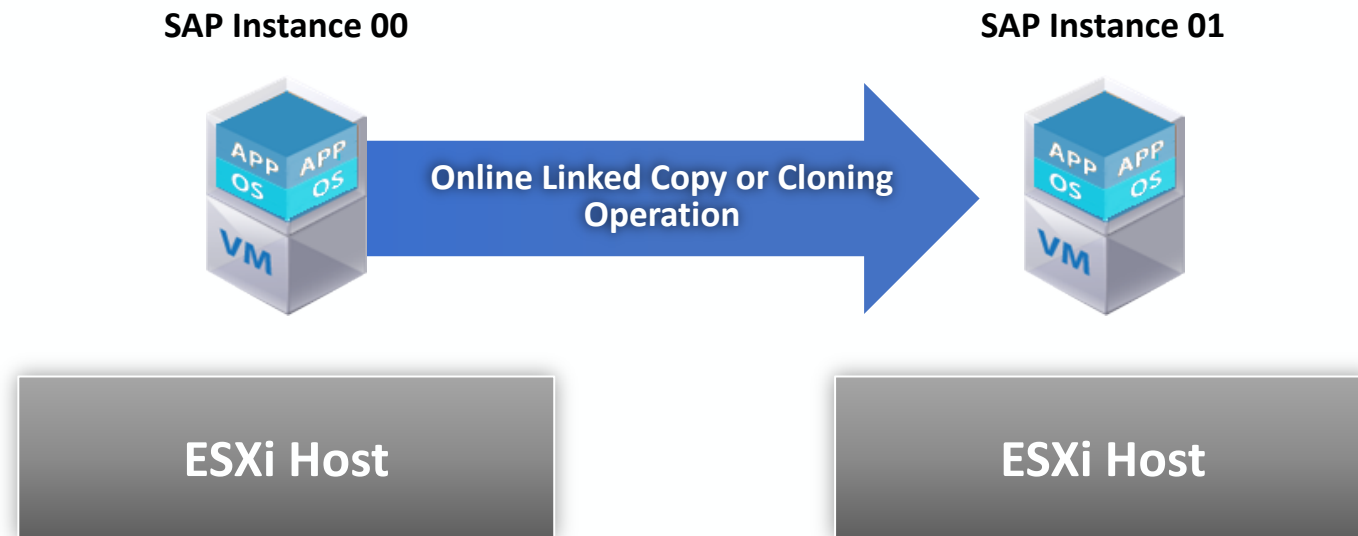 SAP Instance 00
SAP Instance 01
APP APP
OS OS
VM
Online Linked Copy or Cloning
Operation
APP APP
OS OS
VM
ESXi Host
ESXi Host